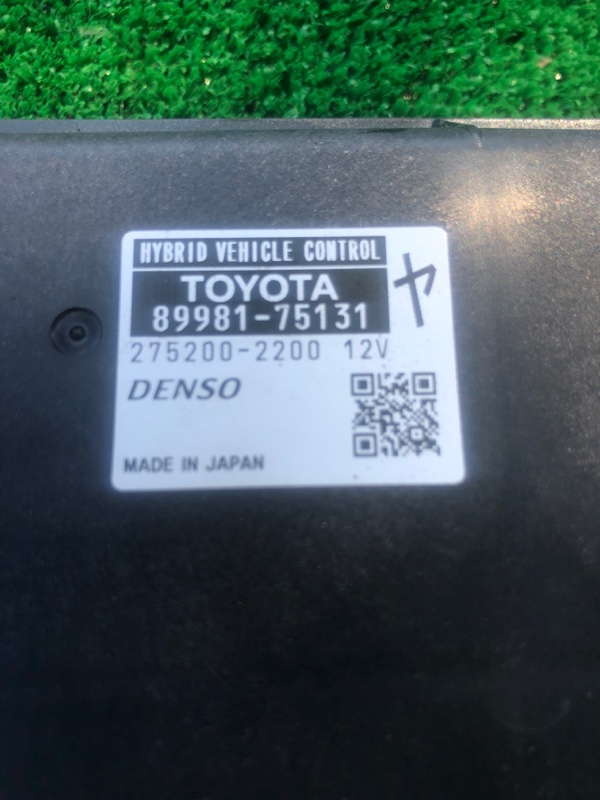 HYBRID VEHICLE CONTROL
TOYOTA
ヤ
89981-75131
275200-2200 12V
DENSO
MADE IN JAPAN